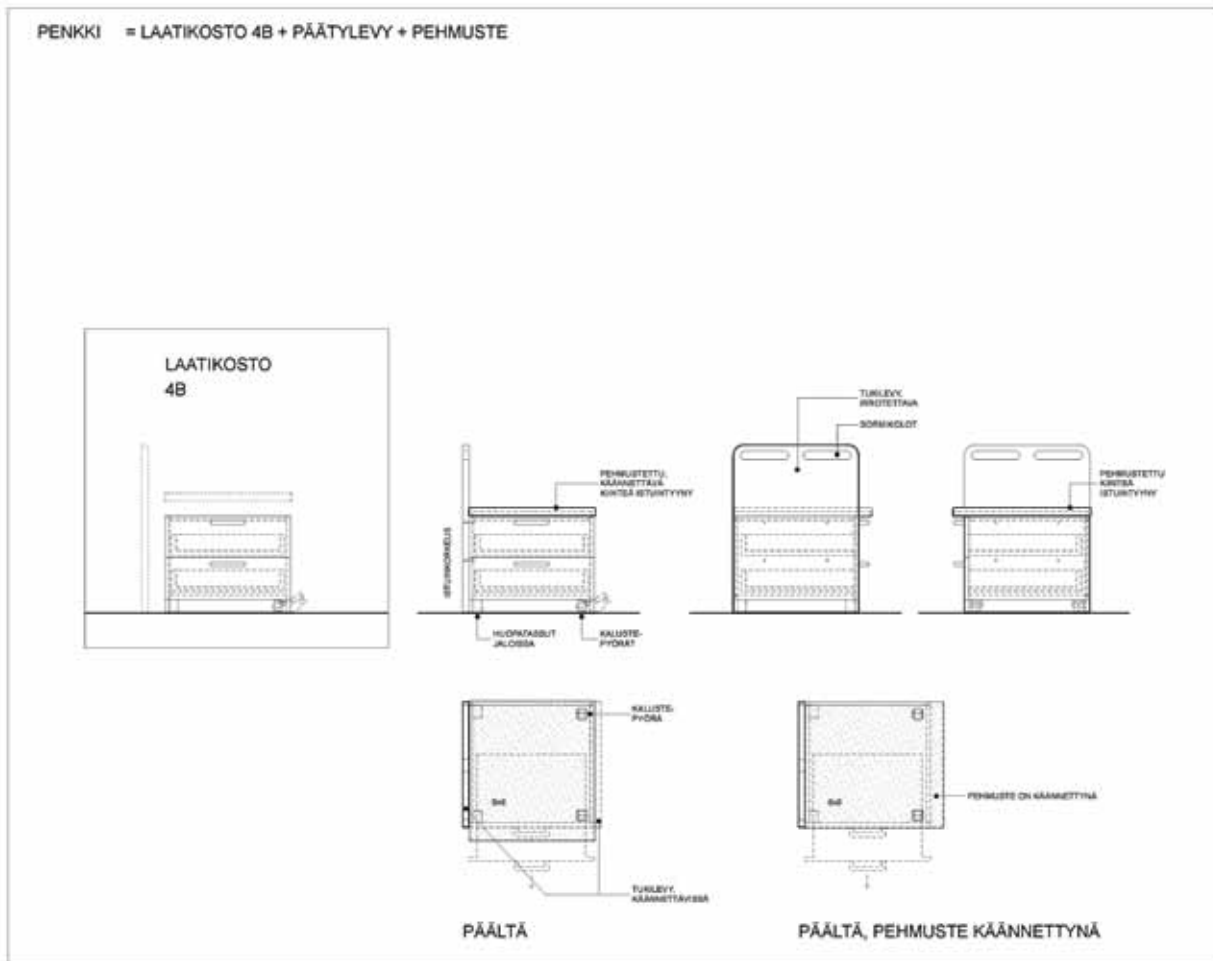 PENKKI = LAATIKOSTO 4B + PÄÄTYLEVY + PEHMUSTE
LAATIKOSTO
4B
TUKILEVY,
IRROTETTAVA
SORMIKOLOT
PEHMUSTETTU,
KÄÄNNETTÄVÄ
KIINTEÄ ISTUINTYYNY
PEHMUSTETTU
KIINTEÄ
ISTUINTYYNY
ISTUINKORKEUS
HUOPATASSUT
JALOISSA
KALUSTE-
PYÖRÄT
KALUSTE-
PYÖRÄ
PEHMUSTE ON KÄÄNNETTYNÄ
TUKILEVY,
KÄÄNNETTÄVISSÄ
PÄÄLTÄ
PÄÄLTÄ, PEHMUSTE KÄÄNNETTYNÄ